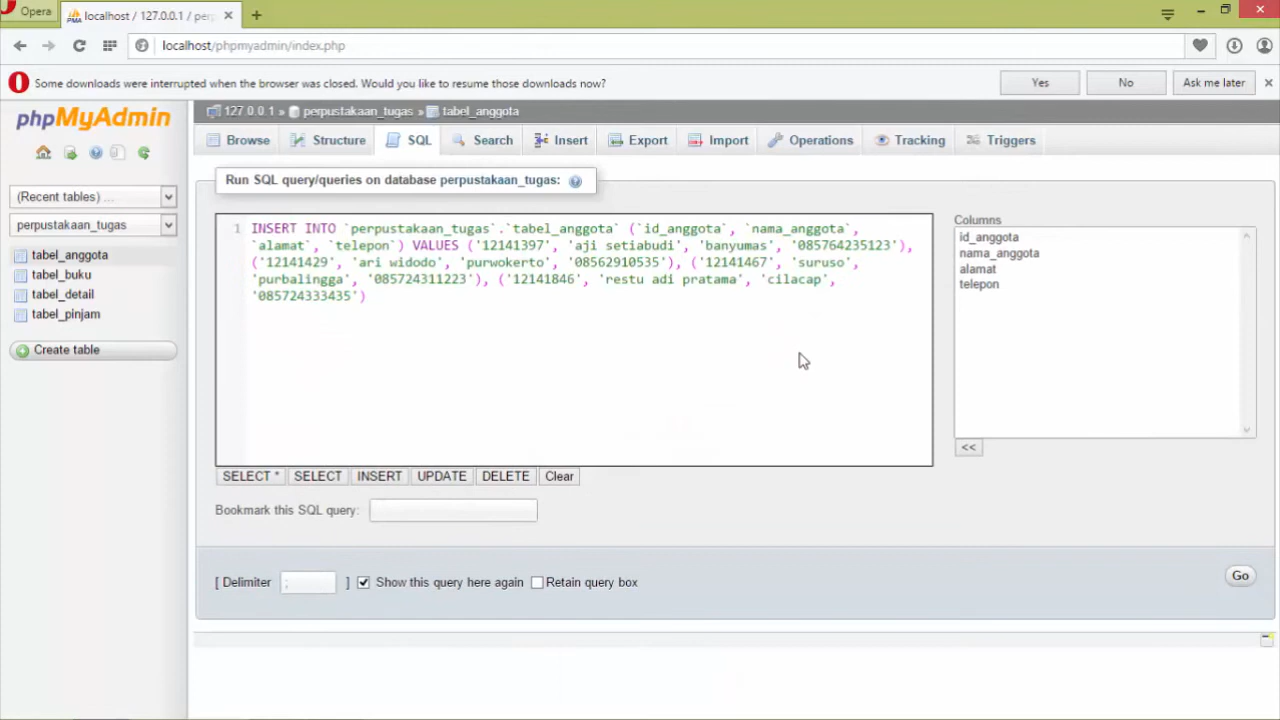 Opera
localhost / 127.0.0.1 / per
localhost/phpmyadmin/index.php
Some downloads were interrupted when the browser was closed. Would you like to resume those downloads now?
Yes
No
Ask me later
phpMyAdmin
127.0.0.1 » perpustakaan_tugas » tabel_anggota
Browse
Structure
SQL
Search
Insert
Export
Import
Operations
Tracking
Triggers
(Recent tables) ...
perpustakaan_tugas
tabel_anggota
tabel_buku
tabel_detail
tabel_pinjam
Create table
Run SQL query/queries on database perpustakaan_tugas:
1 INSERT INTO `perpustakaan_tugas`.`tabel_anggota` (`id_anggota`, `nama_anggota`,
`alamat`, `telepon`) VALUES ('12141397', 'aji setiabudi', 'banyumas', '085764235123'),
('12141429', 'ari widodo', 'purwokerto', '08562910535'), ('12141467', 'suruso',
'purbalingga', '085724311223'), ('12141846', 'restu adi pratama', 'cilacap',
'085724333435')
Columns
id_anggota
nama_anggota
alamat
telepon
<<
SELECT *
SELECT
INSERT
UPDATE
DELETE
Clear
Bookmark this SQL query:
[ Delimiter ; ] Show this query here again Retain query box
Go